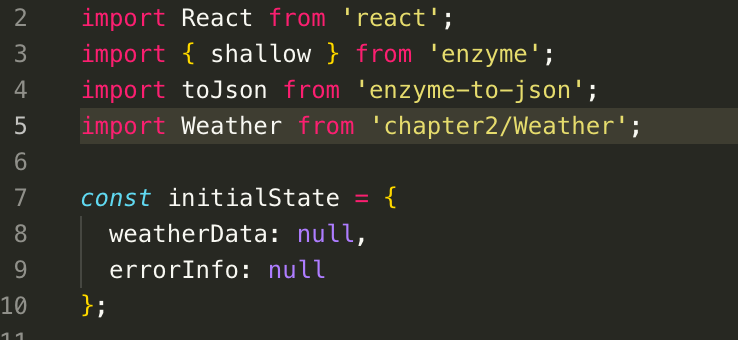 2 import React from 'react';
3 import { shallow } from 'enzyme';
4 import toJson from 'enzyme-to-json';
5 import Weather from 'chapter2/Weather';
6
7 const initialState = {
8 weatherData: null,
9 errorInfo: null
10 };
11